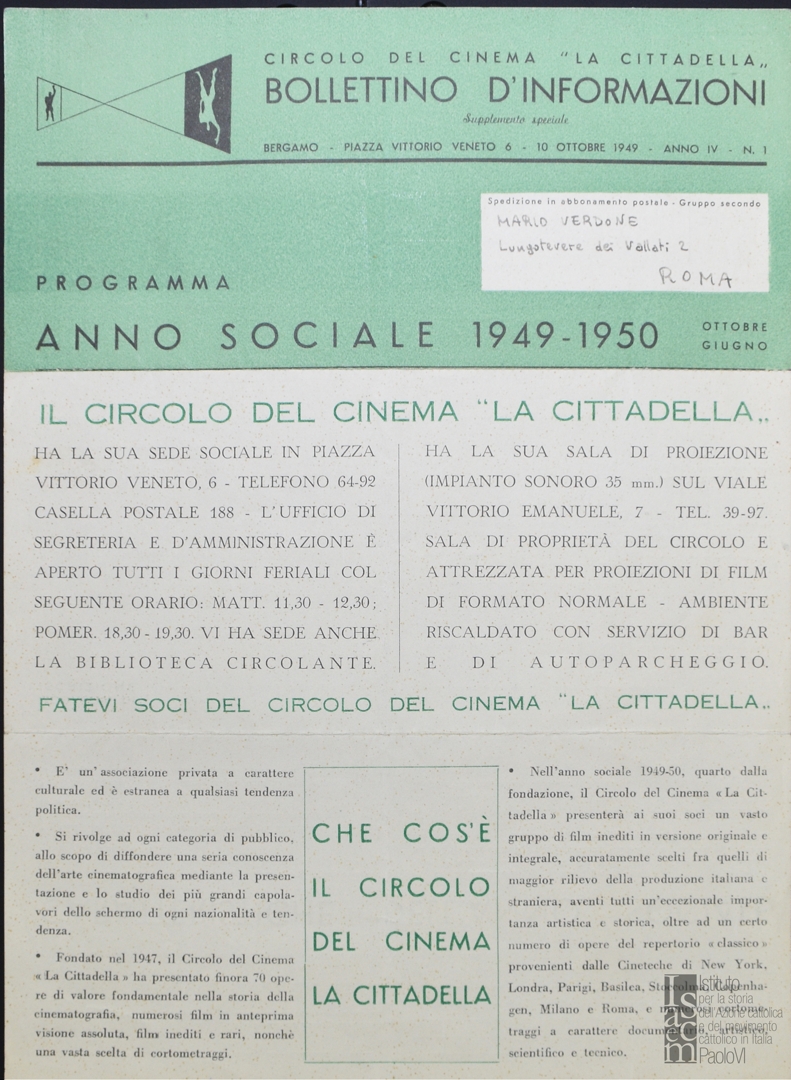 CIRCOLO DEL CINEMA "LA CITTADELLA„
BOLLETTINO D'INFORMAZIONI
Supplemento speciale
BERGAMO - PIAZZA VITTORIO VENETO 6 - 10 OTTOBRE 1949 - ANNO IV - N. 1
Spedizione in abbonamento postale - Gruppo secondo
MARIO VERDONE
Lungotevere dei Vallati 2
ROMA
PROGRAMMA
ANNO SOCIALE 1949-1950
OTTOBRE
GIUGNO
IL CIRCOLO DEL CINEMA "LA CITTADELLA„
HA LA SUA SEDE SOCIALE IN PIAZZA
VITTORIO VENETO, 6 - TELEFONO 64-92
CASELLA POSTALE 188 - L'UFFICIO DI
SEGRETERIA E D'AMMINISTRAZIONE È
APERTO TUTTI I GIORNI FERIALI COL
SEGUENTE ORARIO: MATT. 11,30 - 12,30;
POMER. 18,30 - 19,30. VI HA SEDE ANCHE
LA BIBLIOTECA CIRCOLANTE.
HA LA SUA SALA DI PROIEZIONE
(IMPIANTO SONORO 35 mm.) SUL VIALE
VITTORIO EMANUELE, 7 - TEL. 39-97.
SALA DI PROPRIETÀ DEL CIRCOLO E
ATTREZZATA PER PROIEZIONI DI FILM
DI FORMATO NORMALE - AMBIENTE
RISCALDATO CON SERVIZIO DI BAR
E DI AUTOPARCHEGGIO.
FATEVI SOCI DEL CIRCOLO DEL CINEMA "LA CITTADELLA„
• E' un'associazione privata a carattere
culturale ed è estranea a qualsiasi tendenza
politica.
• Si rivolge ad ogni categoria di pubblico,
allo scopo di diffondere una seria conoscenza
dell'arte cinematografica mediante la presen-
tazione e lo studio dei più grandi capola-
vori dello schermo di ogni nazionalità e ten-
denza.
• Fondato nel 1947, il Circolo del Cinema
« La Cittadella » ha presentato finora 70 ope-
re di valore fondamentale nella storia della
cinematografia, numerosi film in anteprima
visione assoluta, film inediti e rari, nonchè
una vasta scelta di cortometraggi.
CHE COS'È
IL CIRCOLO
DEL CINEMA
LA CITTADELLA
• Nell'anno sociale 1949-50, quarto dalla
fondazione, il Circolo del Cinema « La Cit-
tadella » presenterà ai suoi soci un vasto
gruppo di film inediti in versione originale e
integrale, accuratamente scelti fra quelli di
maggior rilievo della produzione italiana e
straniera, aventi tutti un'eccezionale impor-
tanza artistica e storica, oltre ad un certo
numero di opere del repertorio « classico »
provenienti dalle Cineteche di New York,
Londra, Parigi, Basilea, Stoccolma, Copenha-
gen, Milano e Roma, e numerosi cortome-
traggi a carattere documentario, artistico,
scientifico e tecnico.
isacem
Istituto
per la storia
dell'Azione cattolica
e del movimento
cattolico in Italia
PaoloVI